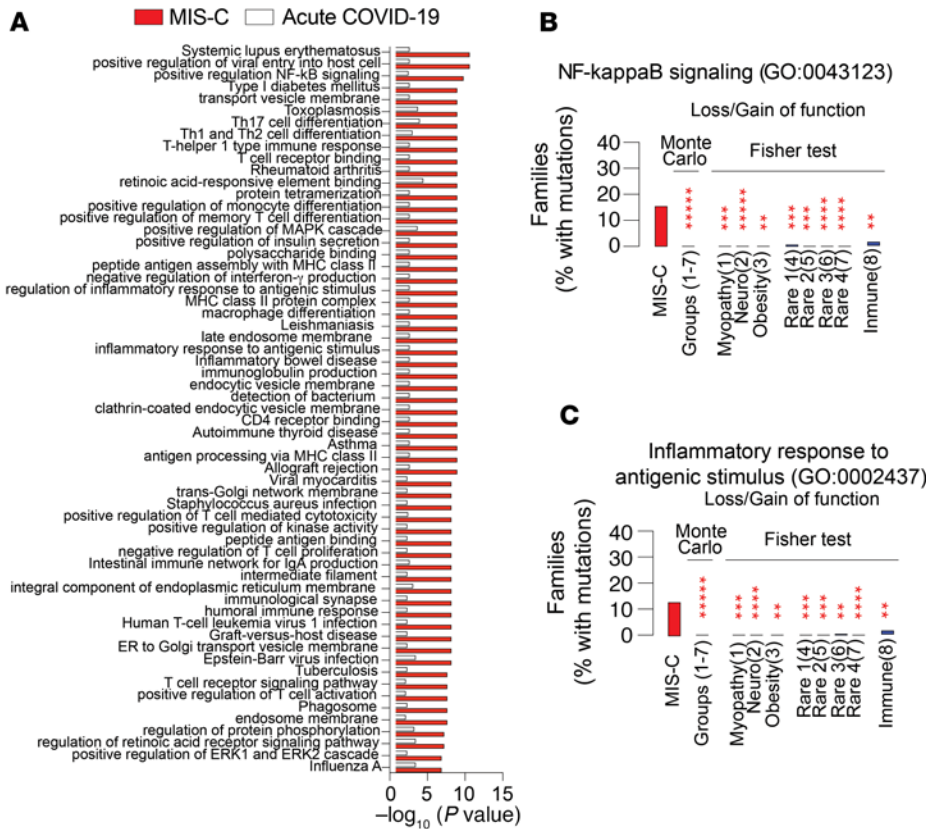 MIS-C
Acute COVID-19
A
Systemic lupus erythematosus
positive regulation of viral entry into host cell
positive regulation NF-kB signaling
Type I diabetes mellitus
transport vesicle membrane
Toxoplasmosis
Th17 cell differentiation
Th1 and Th2 cell differentiation
T-helper 1 type immune response
T cell receptor binding
Rheumatoid arthritis
retinoic acid-responsive element binding
protein tetramerization
positive regulation of monocyte differentiation
positive regulation of memory T cell differentiation
positive regulation of MAPK cascade
positive regulation of insulin secretion
polysaccharide binding
peptide antigen assembly with MHC class II
negative regulation of interferon-γ production
regulation of inflammatory response to antigenic stimulus
MHC class II protein complex
macrophage differentiation
Leishmaniasis
late endosome membrane
inflammatory response to antigenic stimulus
Inflammatory bowel disease
immunoglobulin production
endocytic vesicle membrane
detection of bacterium
clathrin-coated endocytic vesicle membrane
CD4 receptor binding
Autoimmune thyroid disease
Asthma
antigen processing via MHC class II
Allograft rejection
Viral myocarditis
trans-Golgi network membrane
Staphylococcus aureus infection
positive regulation of T cell mediated cytotoxicity
positive regulation of kinase activity
peptide antigen binding
negative regulation of T cell proliferation
Intestinal immune network for IgA production
intermediate filament
integral component of endoplasmic reticulum membrane
immunological synapse
humoral immune response
Human T-cell leukemia virus 1 infection
Graft-versus-host disease
ER to Golgi transport vesicle membrane
Epstein-Barr virus infection
Tuberculosis
T cell receptor signaling pathway
positive regulation of T cell activation
Phagosome
endosome membrane
regulation of protein phosphorylation
regulation of retinoic acid receptor signaling pathway
positive regulation of ERK1 and ERK2 cascade
Influenza A
0 5 10 15
–log10 (P value)
B
NF-kappaB signaling (GO:0043123)
Loss/Gain of function
Monte
Carlo
Fisher test
Families
(% with mutations)
40
30
20
10
0
MIS-C
Groups (1-7)
Myopathy(1)
Neuro(2)
Obesity(3)
Rare 1(4)
Rare 2(5)
Rare 3(6)
Rare 4(7)
Inmune(8)
C
Inflammatory response to
antigenic stimulus (GO:0002437)
Loss/Gain of function
Monte
Carlo
Fisher test
Families
(% with mutations)
40
30
20
10
0
MIS-C
Groups (1-7)
Myopathy(1)
Neuro(2)
Obesity(3)
Rare 1(4)
Rare 2(5)
Rare 3(6)
Rare 4(7)
Immune(8)